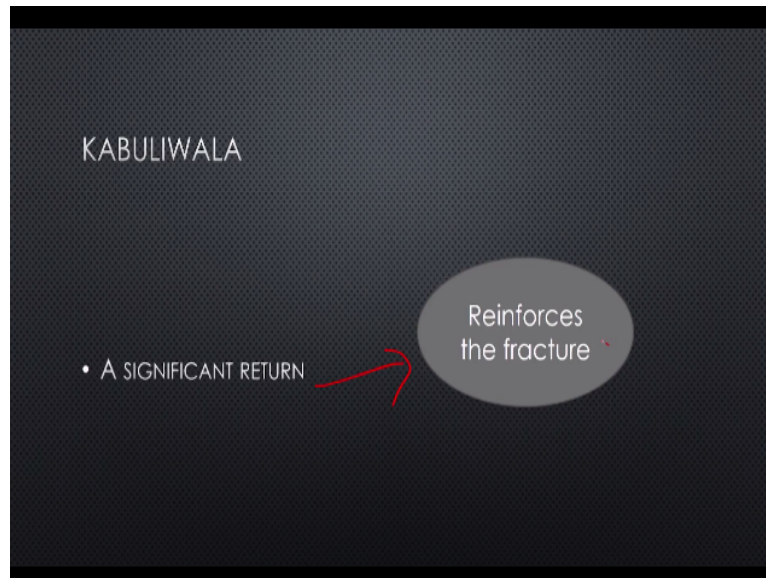 KABULIWALA
Reinforces
the fracture
• A SIGNIFICANT RETURN